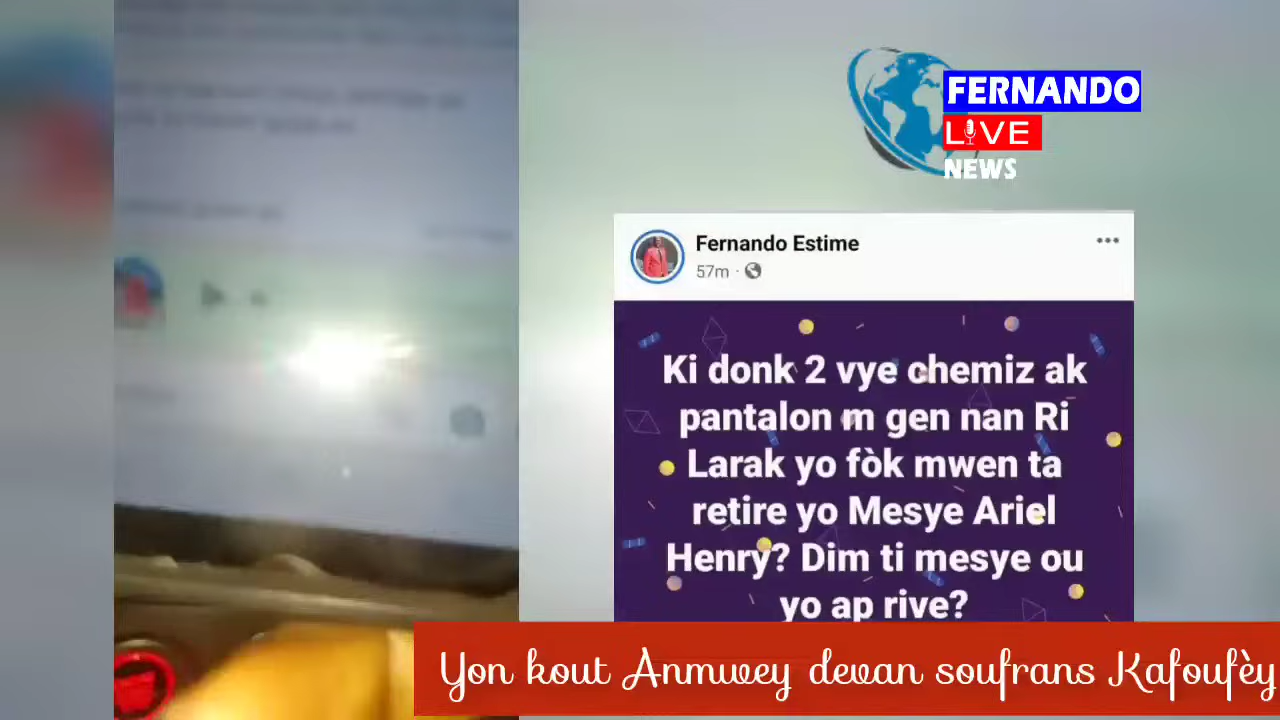 FERNANDO
LIVE
NEWS
Fernando Estime
57m
Ki donk 2 vye chemiz ak
pantalon m gen nan Ri
Larak yo fòk mwen ta
retire yo Mesye Ariel
Henry? Dim ti mesye ou
yo ap rive?
Yon kout Anmwey devan soufrans Kafoufèy